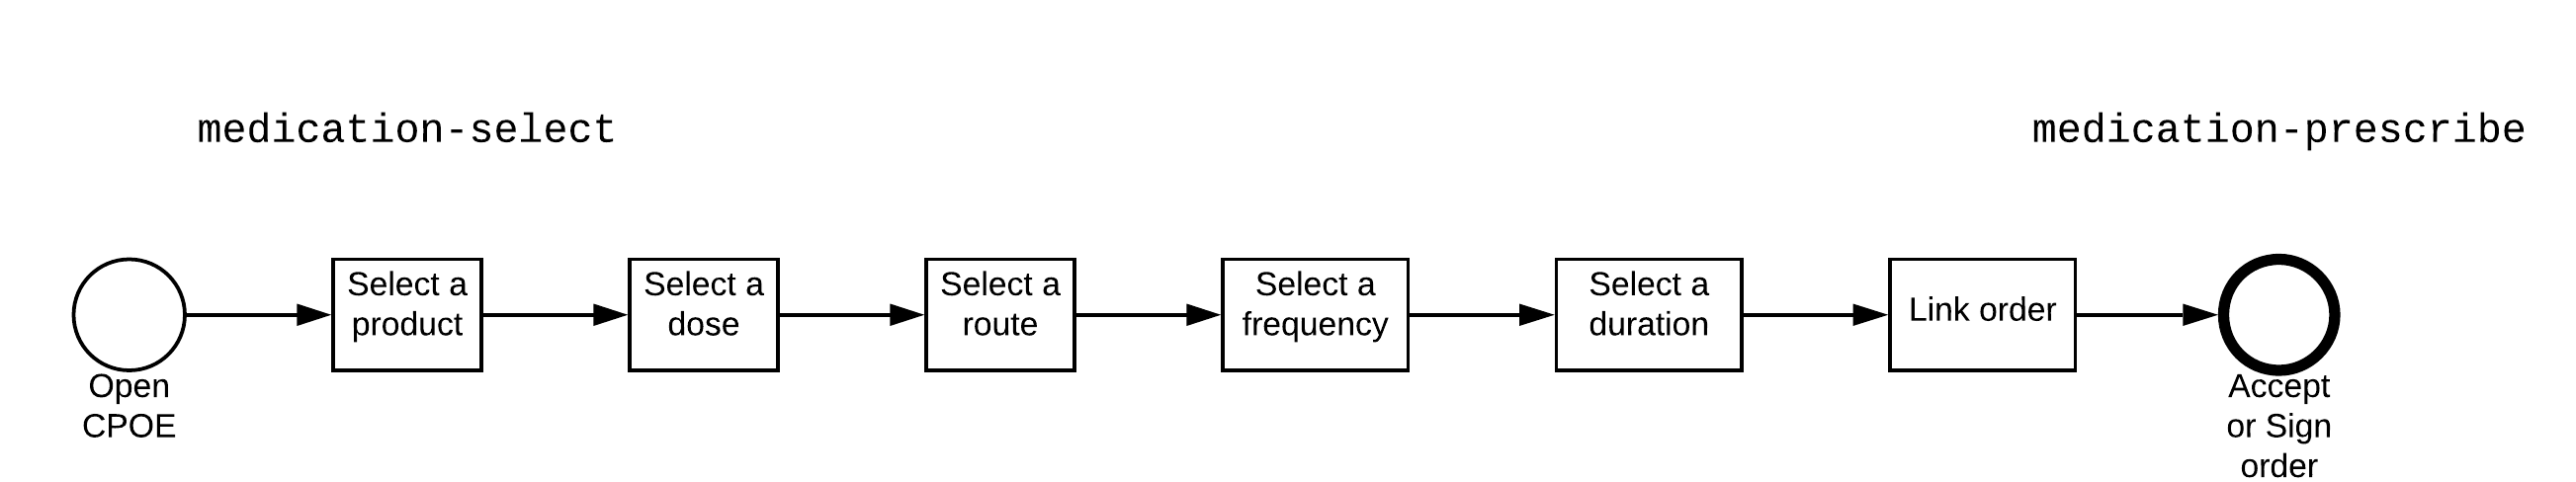 medication-select
medication-prescribe
Open
CPOE
Select a
product
Select a
dose
Select a
route
Select a
frequency
Select a
duration
Link order
Accept
or Sign
order